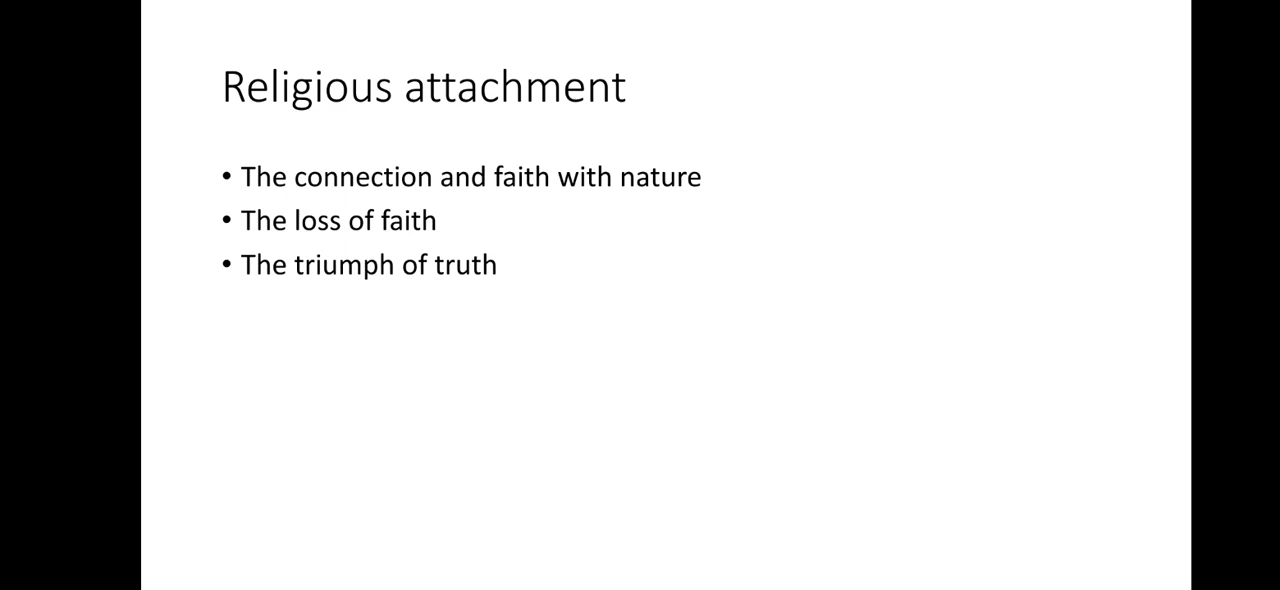 Religious attachment
• The connection and faith with nature
• The loss of faith
• The triumph of truth